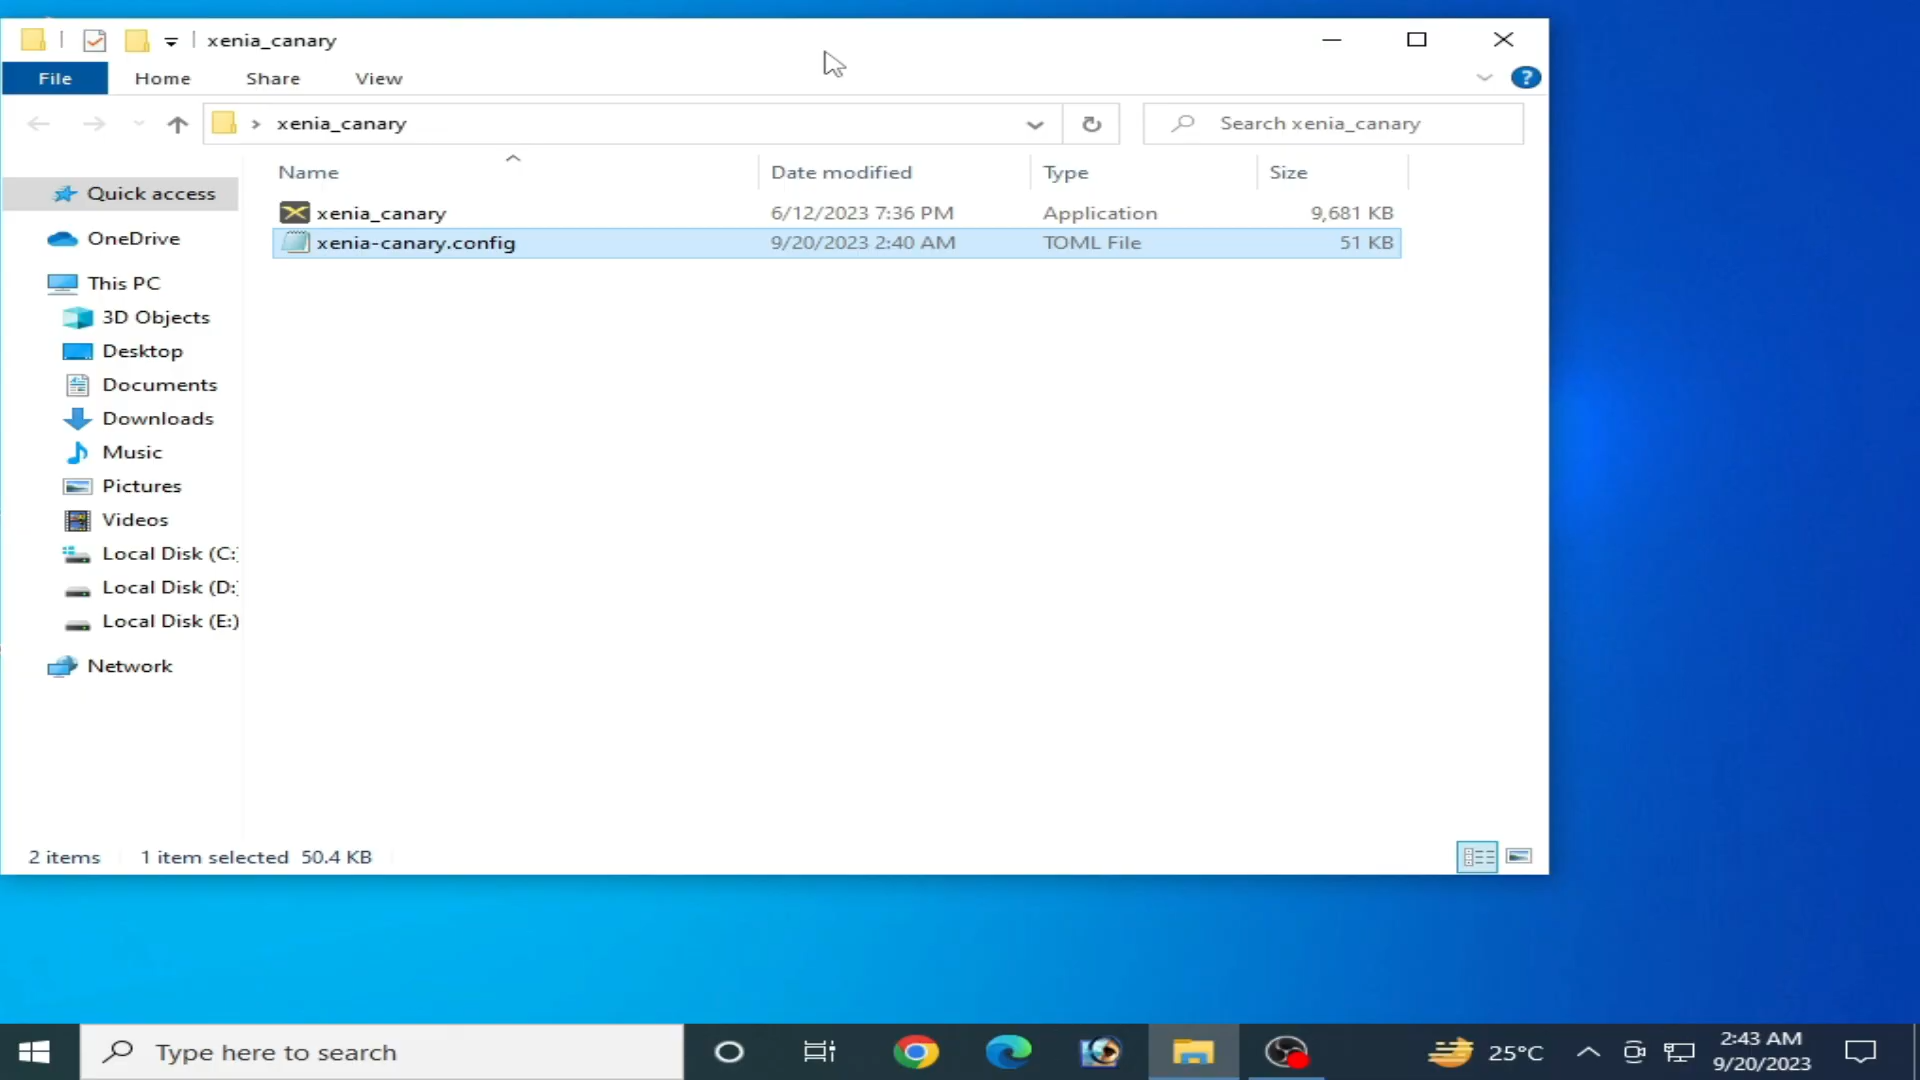 xenia_canary
File Home Share View
xenia_canary
Search xenia_canary
Name Date modified Type Size
xenia_canary 6/12/2023 7:36 PM Application 9,681 KB
xenia-canary.config 9/20/2023 2:40 AM TOML File 51 KB
Quick access
OneDrive
This PC
3D Objects
Desktop
Documents
Downloads
Music
Pictures
Videos
Local Disk (C:)
Local Disk (D:)
Local Disk (E:)
Network
2 items 1 item selected 50.4 KB
Type here to search
25°C
2:43 AM
9/20/2023